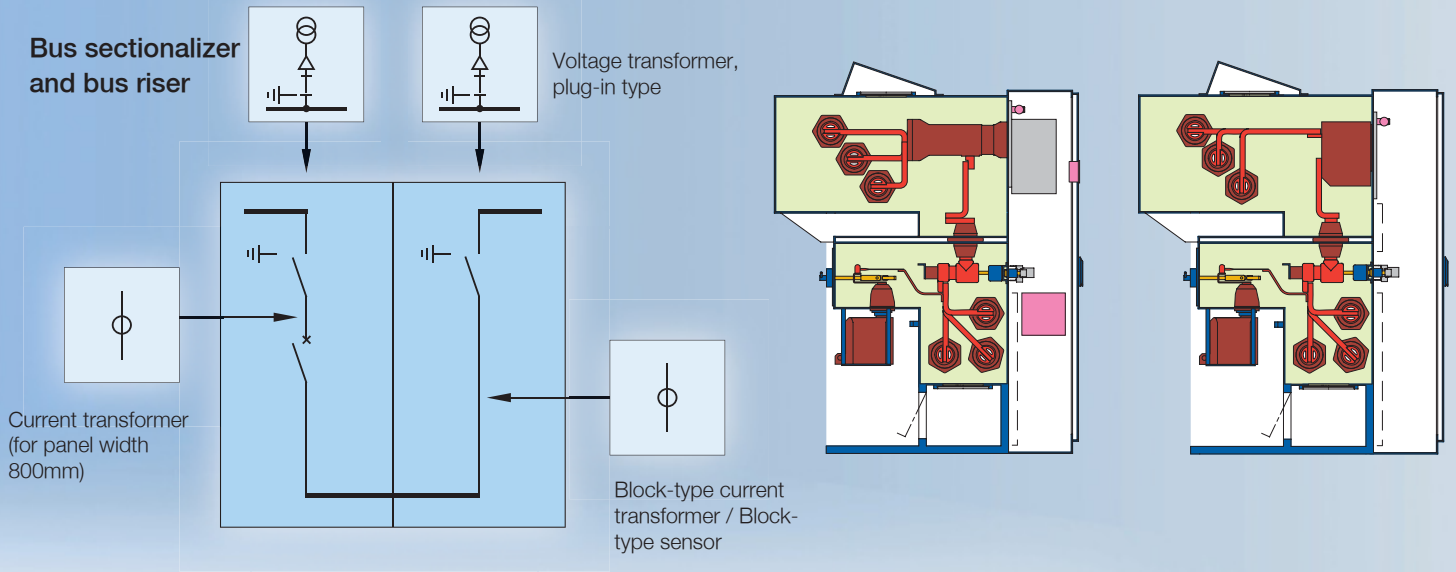 Bus sectionalizer
and bus riser
Voltage transformer,
plug-in type
Current transformer
(for panel width
800mm)
Block-type current
transformer / Block-
type sensor